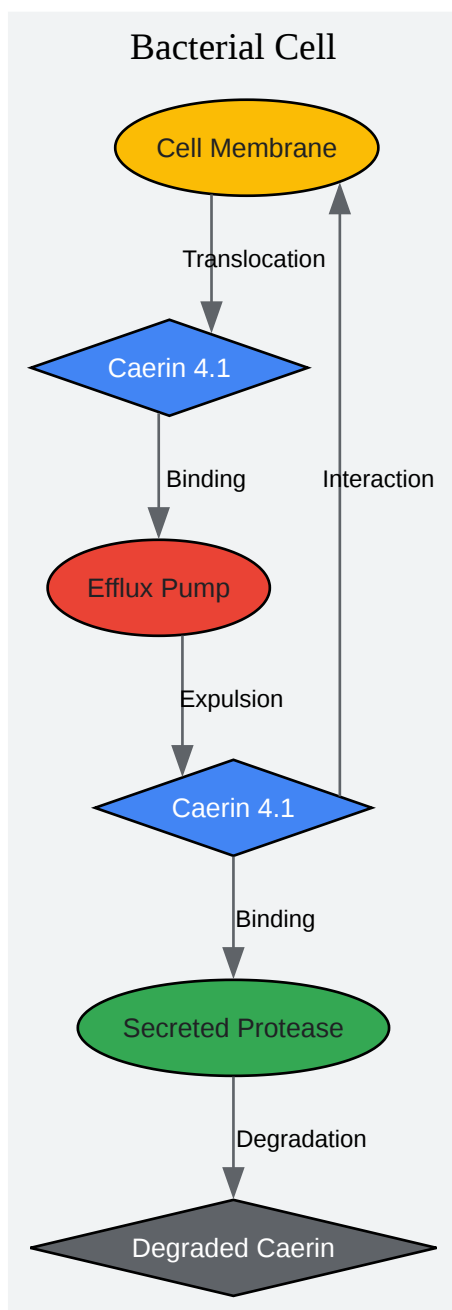 Bacterial Cell
Cell Membrane
Translocation
Caerin 4.1
Binding
Interaction
Efflux Pump
Expulsion
Caerin 4.1
Binding
Secreted Protease
Degradation
Degraded Caerin